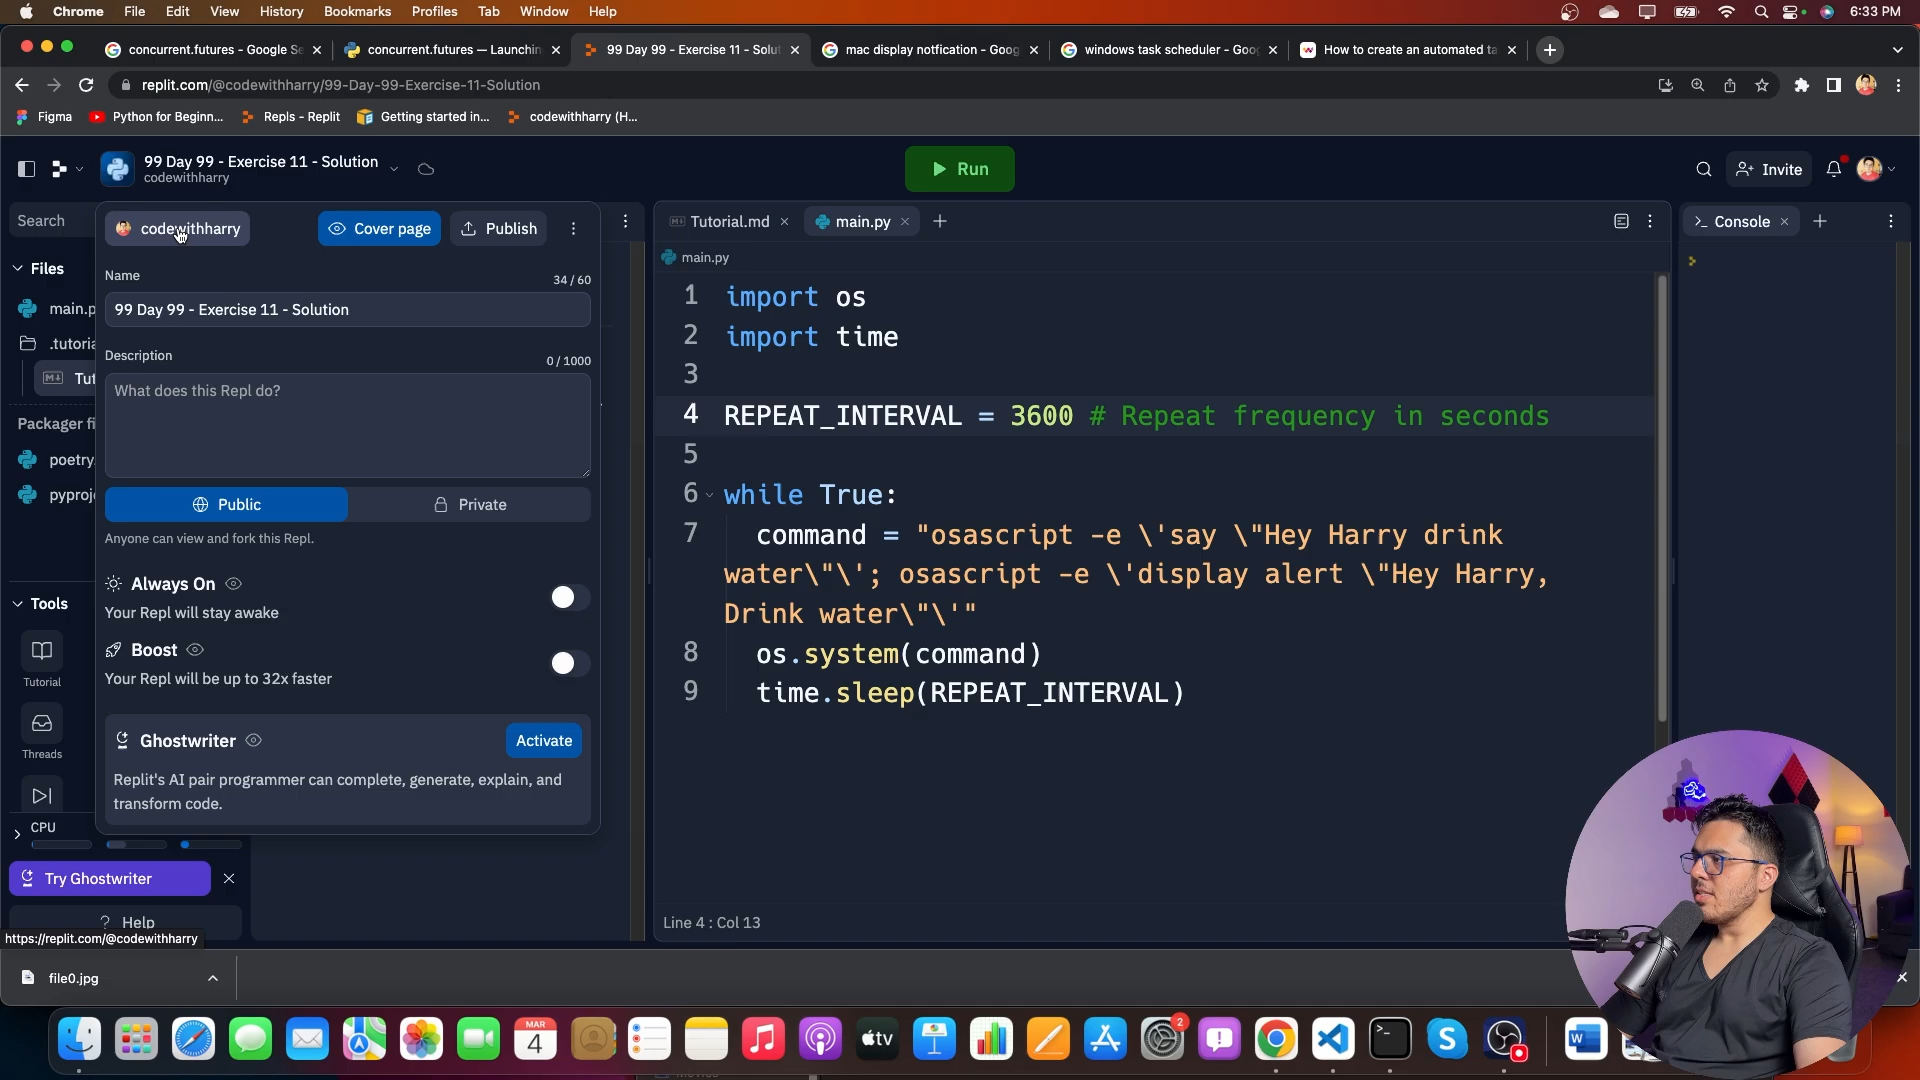 Chrome File Edit View History Bookmarks Profiles Tab Window Help 6:33 PM
concurrent.futures - Google Se concurrent.futures — Launchin 99 Day 99 - Exercise 11 - Solut mac display notfication - Goog windows task scheduler - Goog How to create an automated ta
replit.com/@codewithharry/99-Day-99-Exercise-11-Solution
Figma Python for Beginn... Repls - Replit Getting started in... codewithharry (H...
99 Day 99 - Exercise 11 - Solution
codewithharry
Run
Invite
Search
codewithharry
Cover page
Publish
Name
34 / 60
99 Day 99 - Exercise 11 - Solution
Description
0 / 1000
What does this Repl do?
Public
Private
Anyone can view and fork this Repl.
Always On
Your Repl will stay awake
Boost
Your Repl will be up to 32x faster
Ghostwriter
Activate
Replit's AI pair programmer can complete, generate, explain, and
transform code.
Files
main.p
.tutoria
Tut
Packager fi
poetry.
pyproje
Tools
Tutorial
Threads
CPU
Try Ghostwriter
? Help
https://replit.com/@codewithharry
Tutorial.md
main.py
main.py
1 import os
2 import time
3
4 REPEAT_INTERVAL = 3600 # Repeat frequency in seconds
5
6 while True:
7 command = "osascript -e \'say \"Hey Harry drink
water\"\'; osascript -e \'display alert \"Hey Harry,
Drink water\"\'"
8 os.system(command)
9 time.sleep(REPEAT_INTERVAL)
Line 4 : Col 13
Console
file0.jpg
MAR
4
tv
2